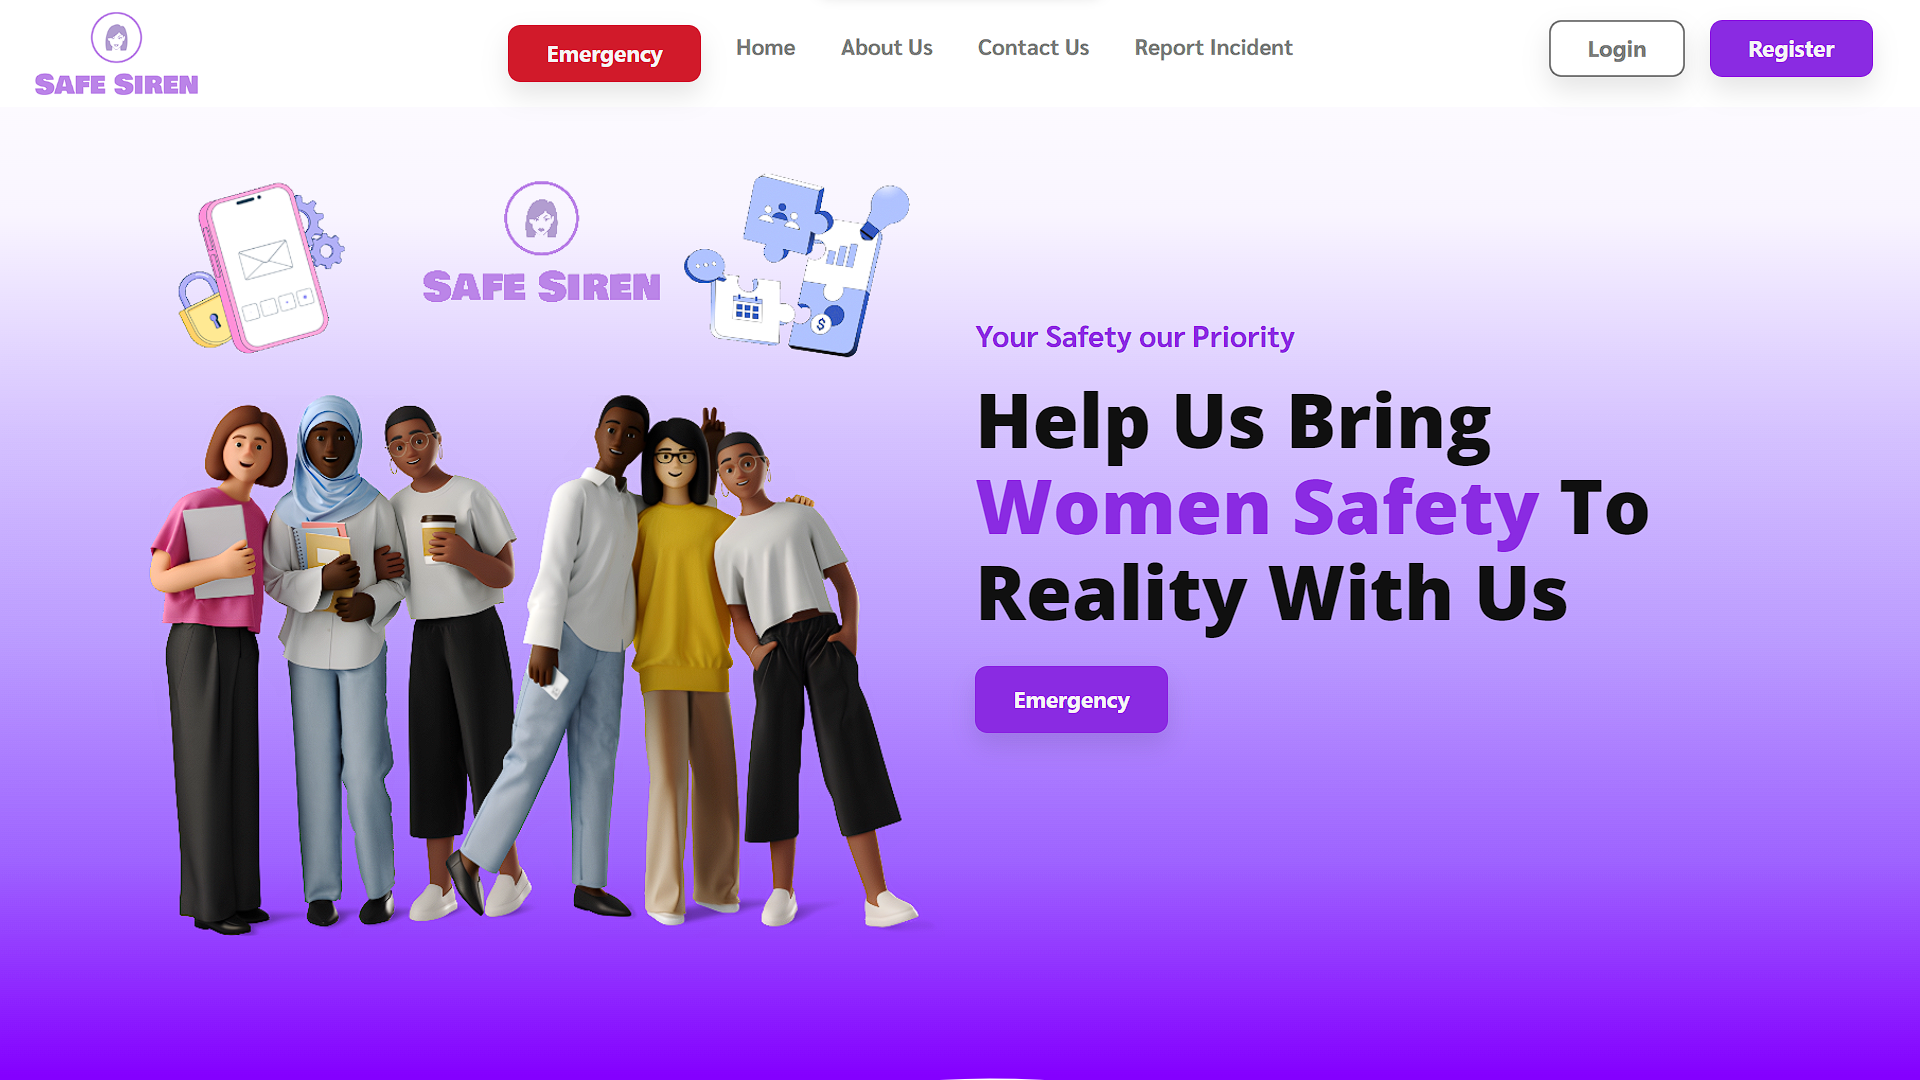 SAFE SIREN
Emergency
Home
About Us
Contact Us
Report Incident
Login
Register
SAFE SIREN
$
Your Safety our Priority
Help Us Bring
Women Safety To
Reality With Us
Emergency